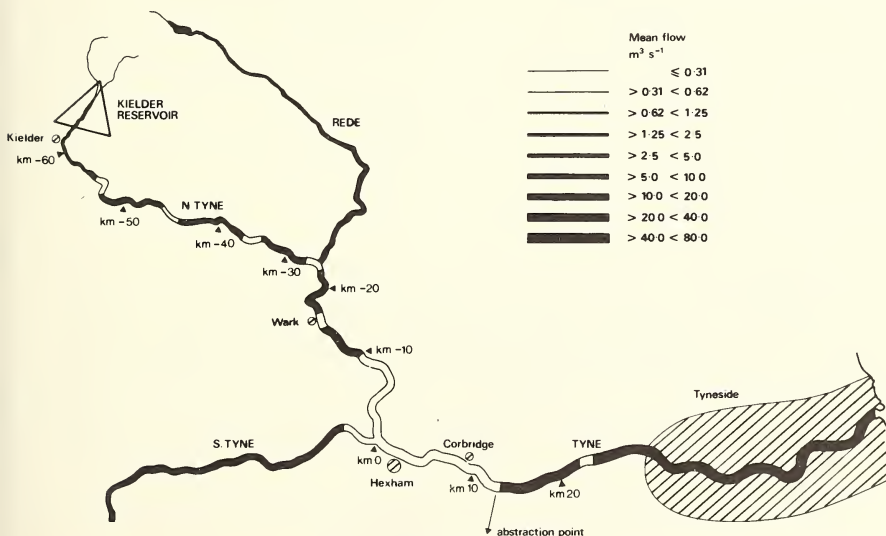 Mean flow
m³ s⁻¹
⩽ 0·31
> 0·31 < 0·62
> 0·62 < 1·25
> 1·25 < 2·5
> 2·5 < 5·0
> 5·0 < 10·0
> 10·0 < 20·0
> 20·0 < 40·0
> 40·0 < 80·0
KIELDER
RESERVOIR
Kielder
km -60
REDE
N TYNE
km -50
km -40
km -30
km -20
Wark
km -10
Tyneside
S. TYNE
km 0
Hexham
Corbridge
km 10
TYNE
km 20
abstraction point